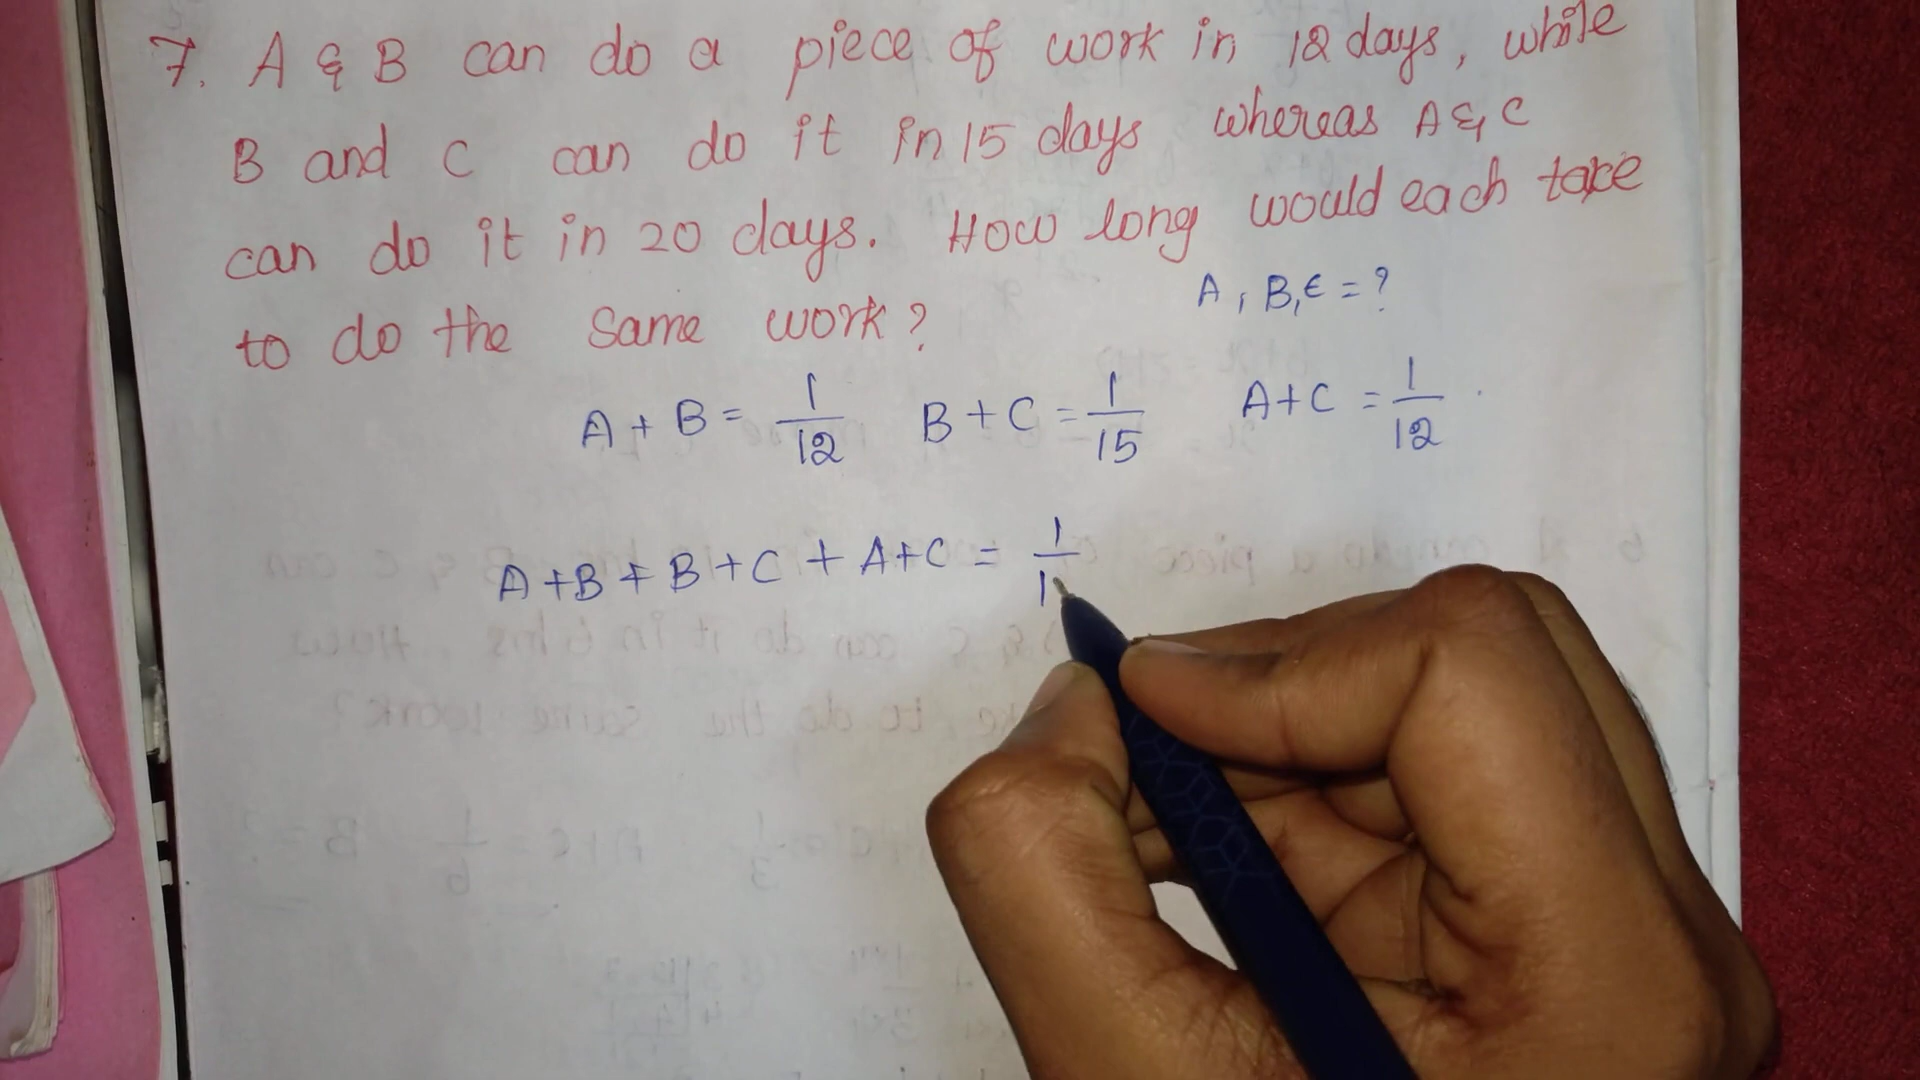 7. A & B can do a piece of work in 12 days, while
B and C can do it in 15 days whereas A & C
can do it in 20 days. How long would each take
to do the same work?
A, B, C = ?
A + B = 1/12 B + C = 1/15 A + C = 1/12
A + B + B + C + A + C = 1/1